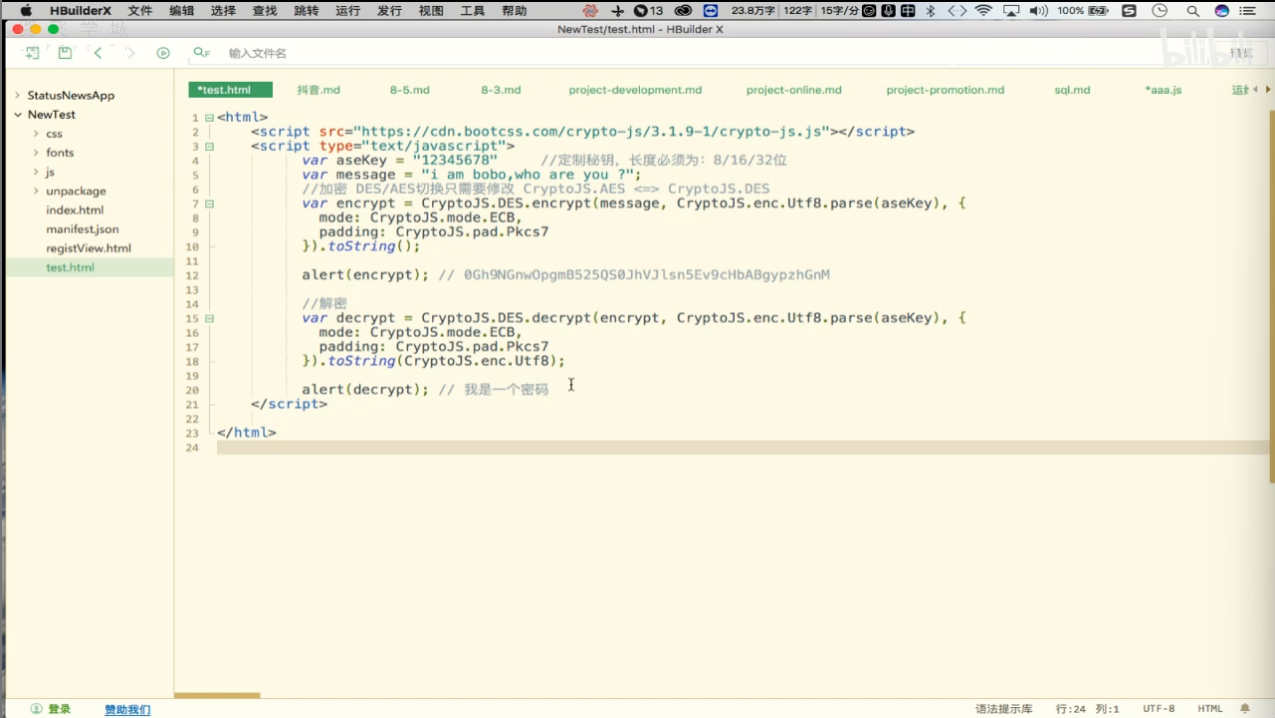 HBuilderX 文件 编辑 选择 查找 跳转 运行 发行 视图 工具 帮助 13 23.8万字 122字 15字/分 100%
NewTest/test.html - HBuilder X
输入文件名 预览
bilibili
*test.html 抖音.md 8-5.md 8-3.md project-development.md project-online.md project-promotion.md sql.md *aaa.js
StatusNewsApp
NewTest
css
fonts
js
unpackage
index.html
manifest.json
registView.html
test.html
1 <html>
2 <script src="https://cdn.bootcss.com/crypto-js/3.1.9-1/crypto-js.js"></script>
3 <script type="text/javascript">
4 var aseKey = "12345678" //定制秘钥，长度必须为：8/16/32位
5 var message = "i am bobo,who are you ?";
6 //加密 DES/AES切换只需要修改 CryptoJS.AES <=> CryptoJS.DES
7 var encrypt = CryptoJS.DES.encrypt(message, CryptoJS.enc.Utf8.parse(aseKey), {
8 mode: CryptoJS.mode.ECB,
9 padding: CryptoJS.pad.Pkcs7
10 }).toString();
11
12 alert(encrypt); // 0Gh9NGnwOpgmB525QS0JhVJlsn5Ev9cHbABgypzhGnM
13
14 //解密
15 var decrypt = CryptoJS.DES.decrypt(encrypt, CryptoJS.enc.Utf8.parse(aseKey), {
16 mode: CryptoJS.mode.ECB,
17 padding: CryptoJS.pad.Pkcs7
18 }).toString(CryptoJS.enc.Utf8);
19
20 alert(decrypt); // 我是一个密码
21 </script>
22
23 </html>
24
登录 赞助我们 语法提示库 行:24 列:1 UTF-8 HTML